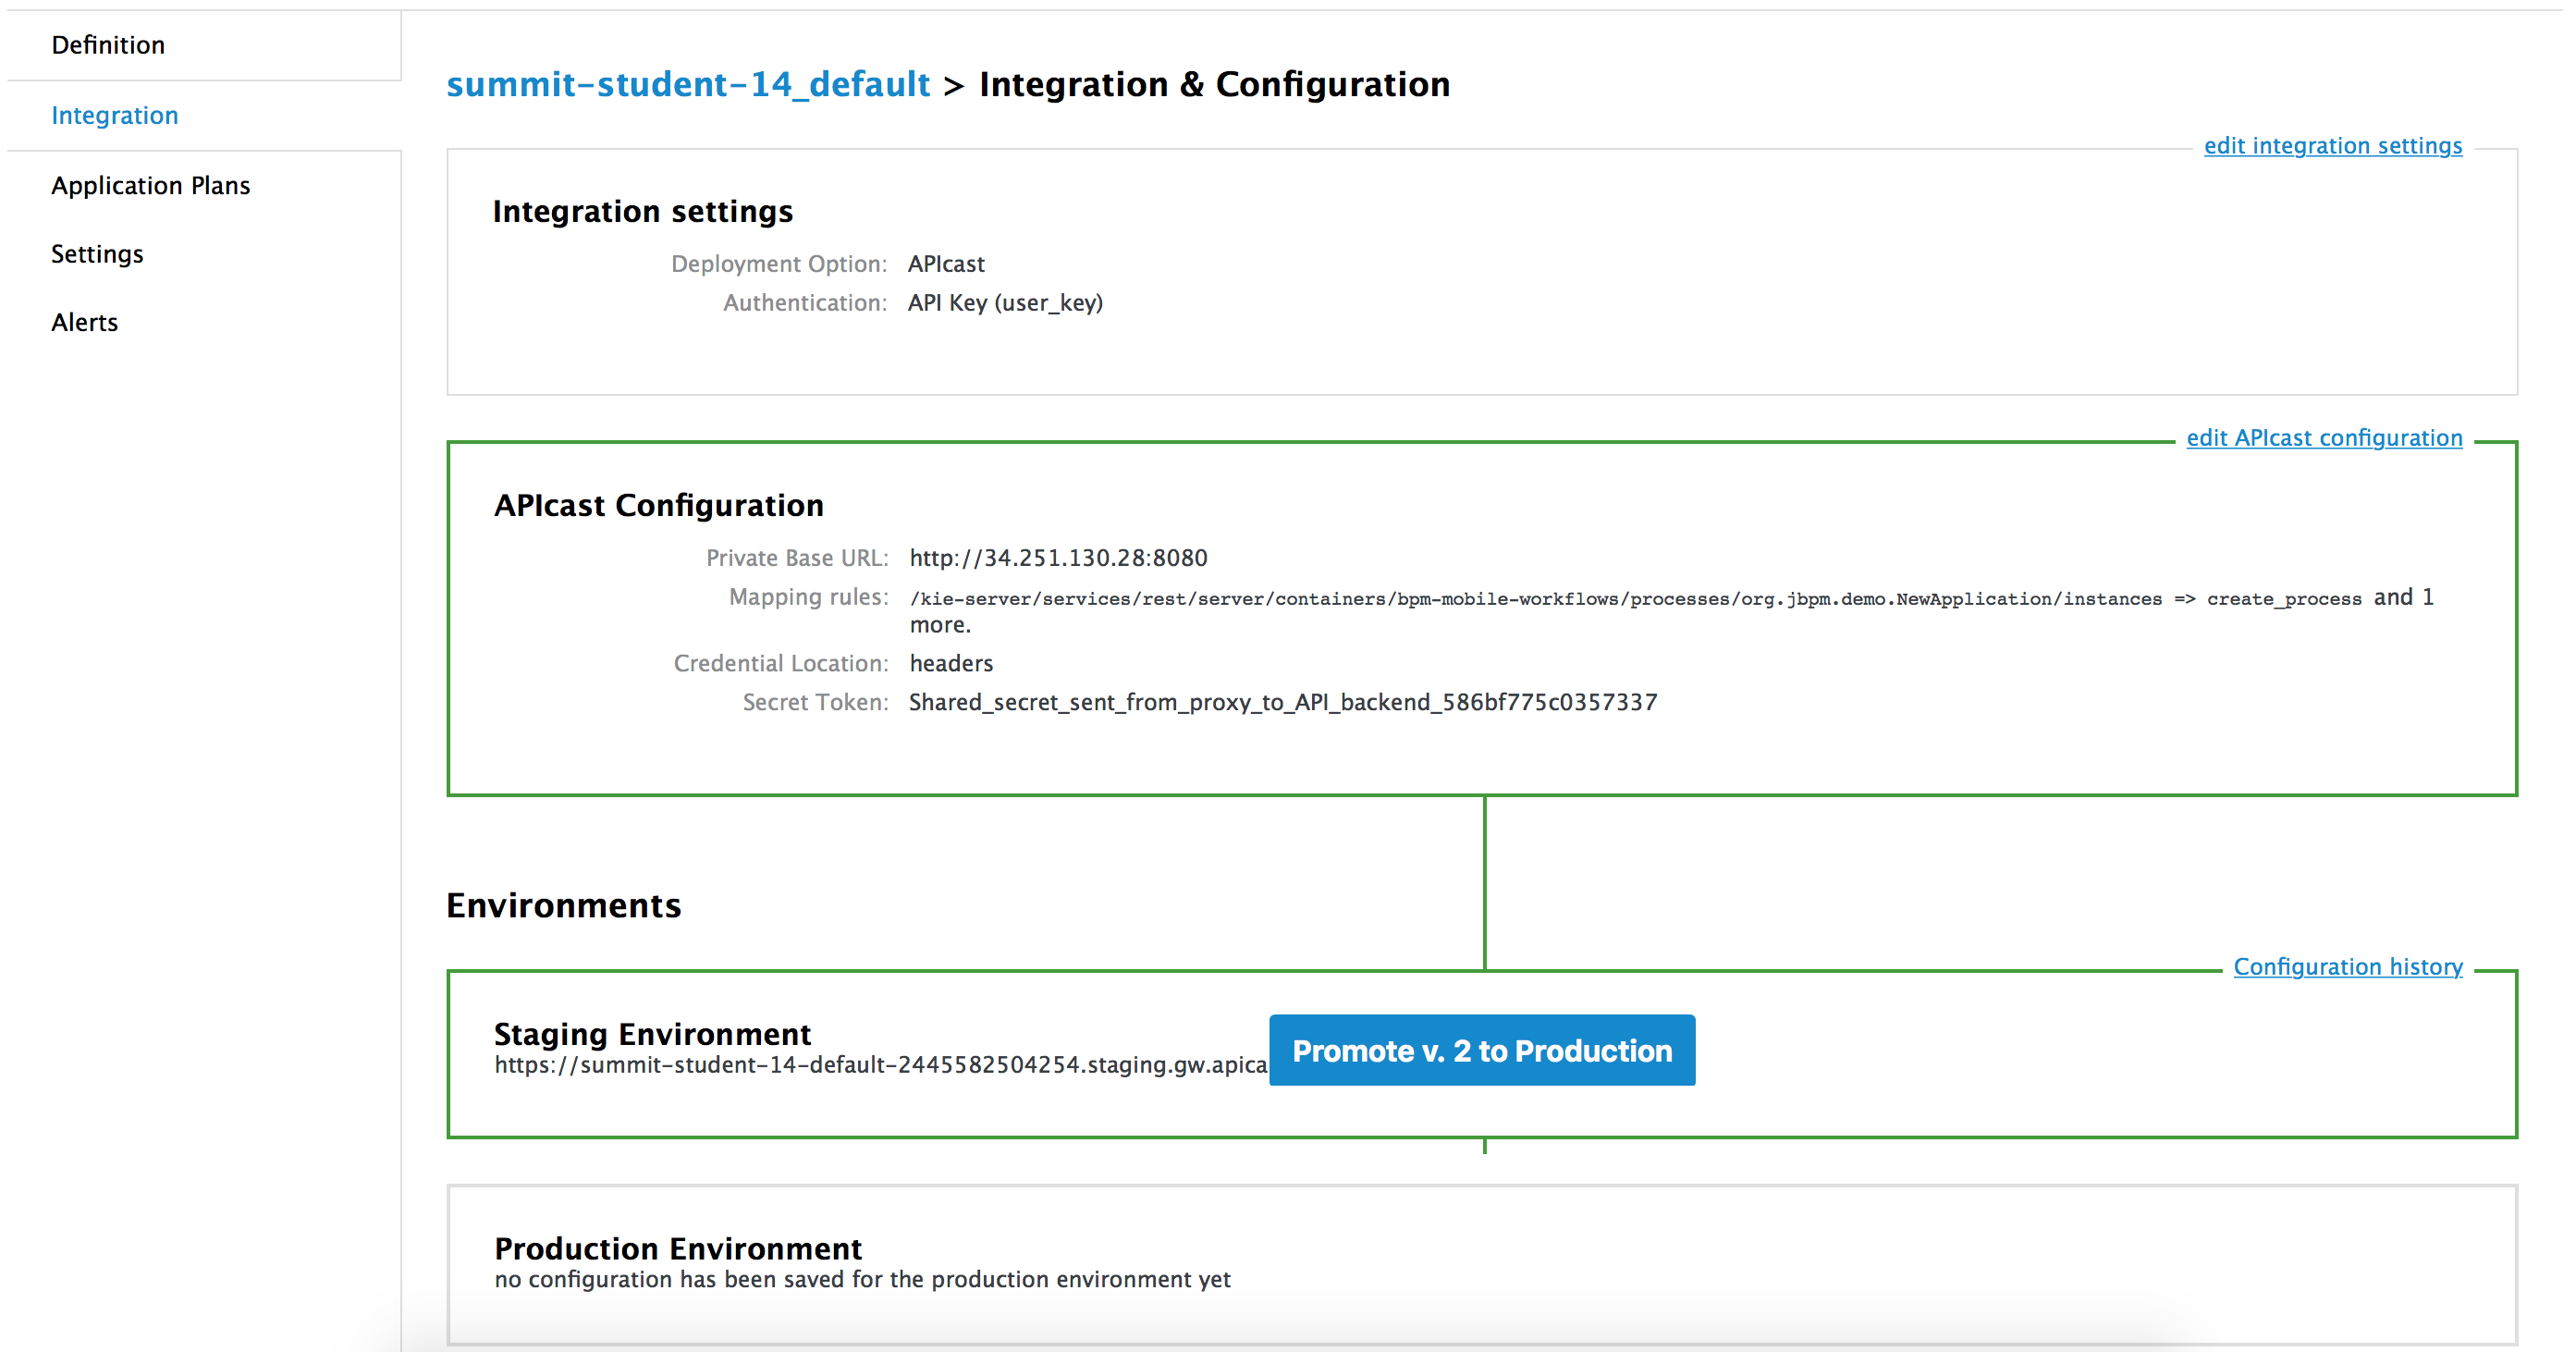 Definition
Integration
Application Plans
Settings
Alerts
summit-student-14_default > Integration & Configuration
edit integration settings
Integration settings
Deployment Option: APIcast
Authentication: API Key (user_key)
edit APIcast configuration
APIcast Configuration
Private Base URL: http://34.251.130.28:8080
Mapping rules: /kie-server/services/rest/server/containers/bpm-mobile-workflows/processes/org.jbpm.demo.NewApplication/instances => create_process and 1
more.
Credential Location: headers
Secret Token: Shared_secret_sent_from_proxy_to_API_backend_586bf775c0357337
Environments
Configuration history
Staging Environment
https://summit-student-14-default-2445582504254.staging.gw.apica
Promote v. 2 to Production
Production Environment
no configuration has been saved for the production environment yet